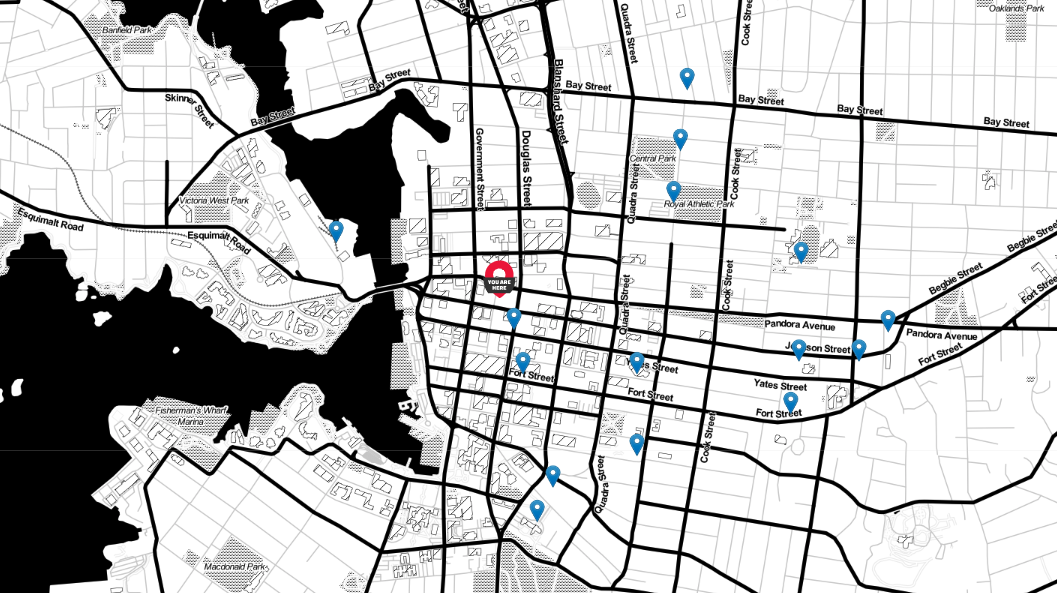 Oaklands Park
Banfield Park
Quadra Street
Cook Street
Bay Street
Blanshard Street
Bay Street
Skinner Street
Bay Street
Bay Street
Bay Street
Bay Street
Government Street
Douglas Street
Central Park
Cook Street
Quadra Street
Victoria West Park
Royal Athletic Park
Esquimalt Road
Esquimalt Road
Begbie Street
YOU ARE
HERE
Begbie Street
Fort Street
Cook Street
Quadra Street
Pandora Avenue
Pandora Avenue
Johnson Street
Fort Street
Yates Street
Fort Street
Yates Street
Fort Street
Fort Street
Fisherman's Wharf
Marina
Cook Street
Quadra Street
Macdonald Park